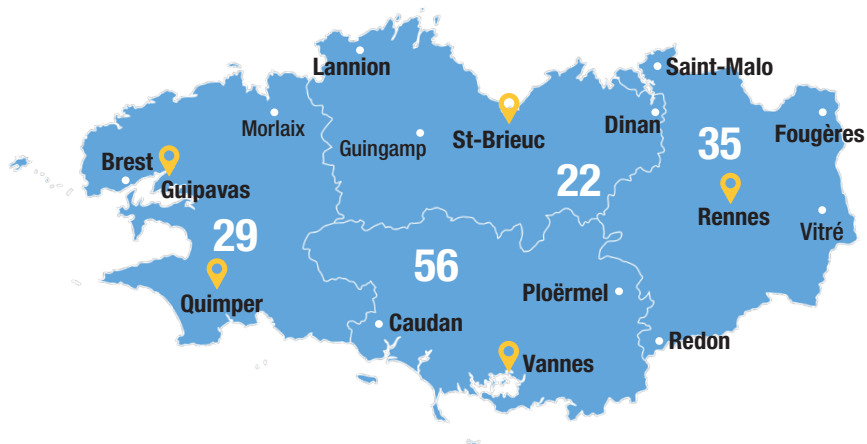 Lannion
Saint-Malo
Morlaix
Guingamp
St-Brieuc
Dinan
Fougères
35
Brest
Guipavas
22
Rennes
Vitré
29
56
Quimper
Ploërmel
Caudan
Redon
Vannes